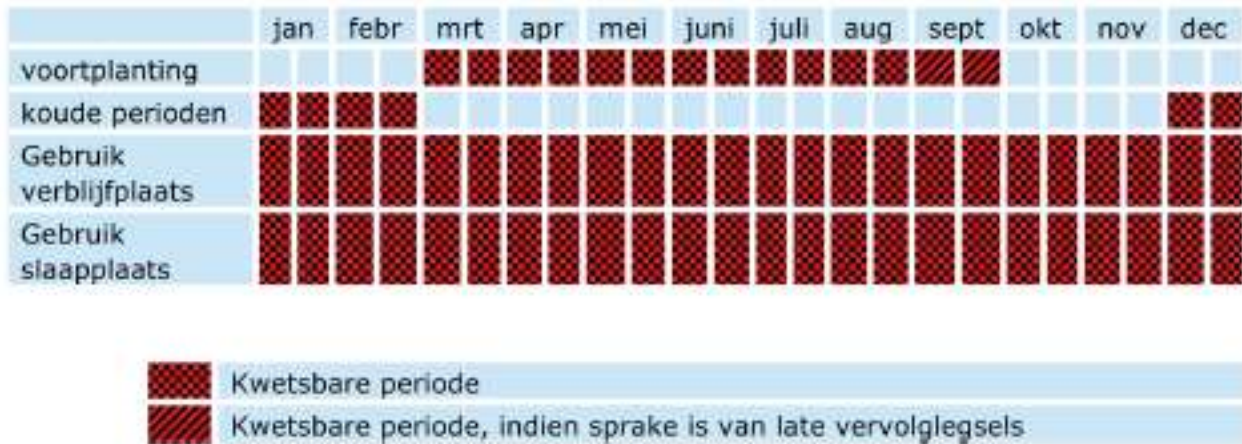 jan febr mrt apr mei juni juli aug sept okt nov dec
voortplanting
koude perioden
Gebruik
verblijfplaats
Gebruik
slaapplaats
Kwetsbare periode
Kwetsbare periode, indien sprake is van late vervolglegsels